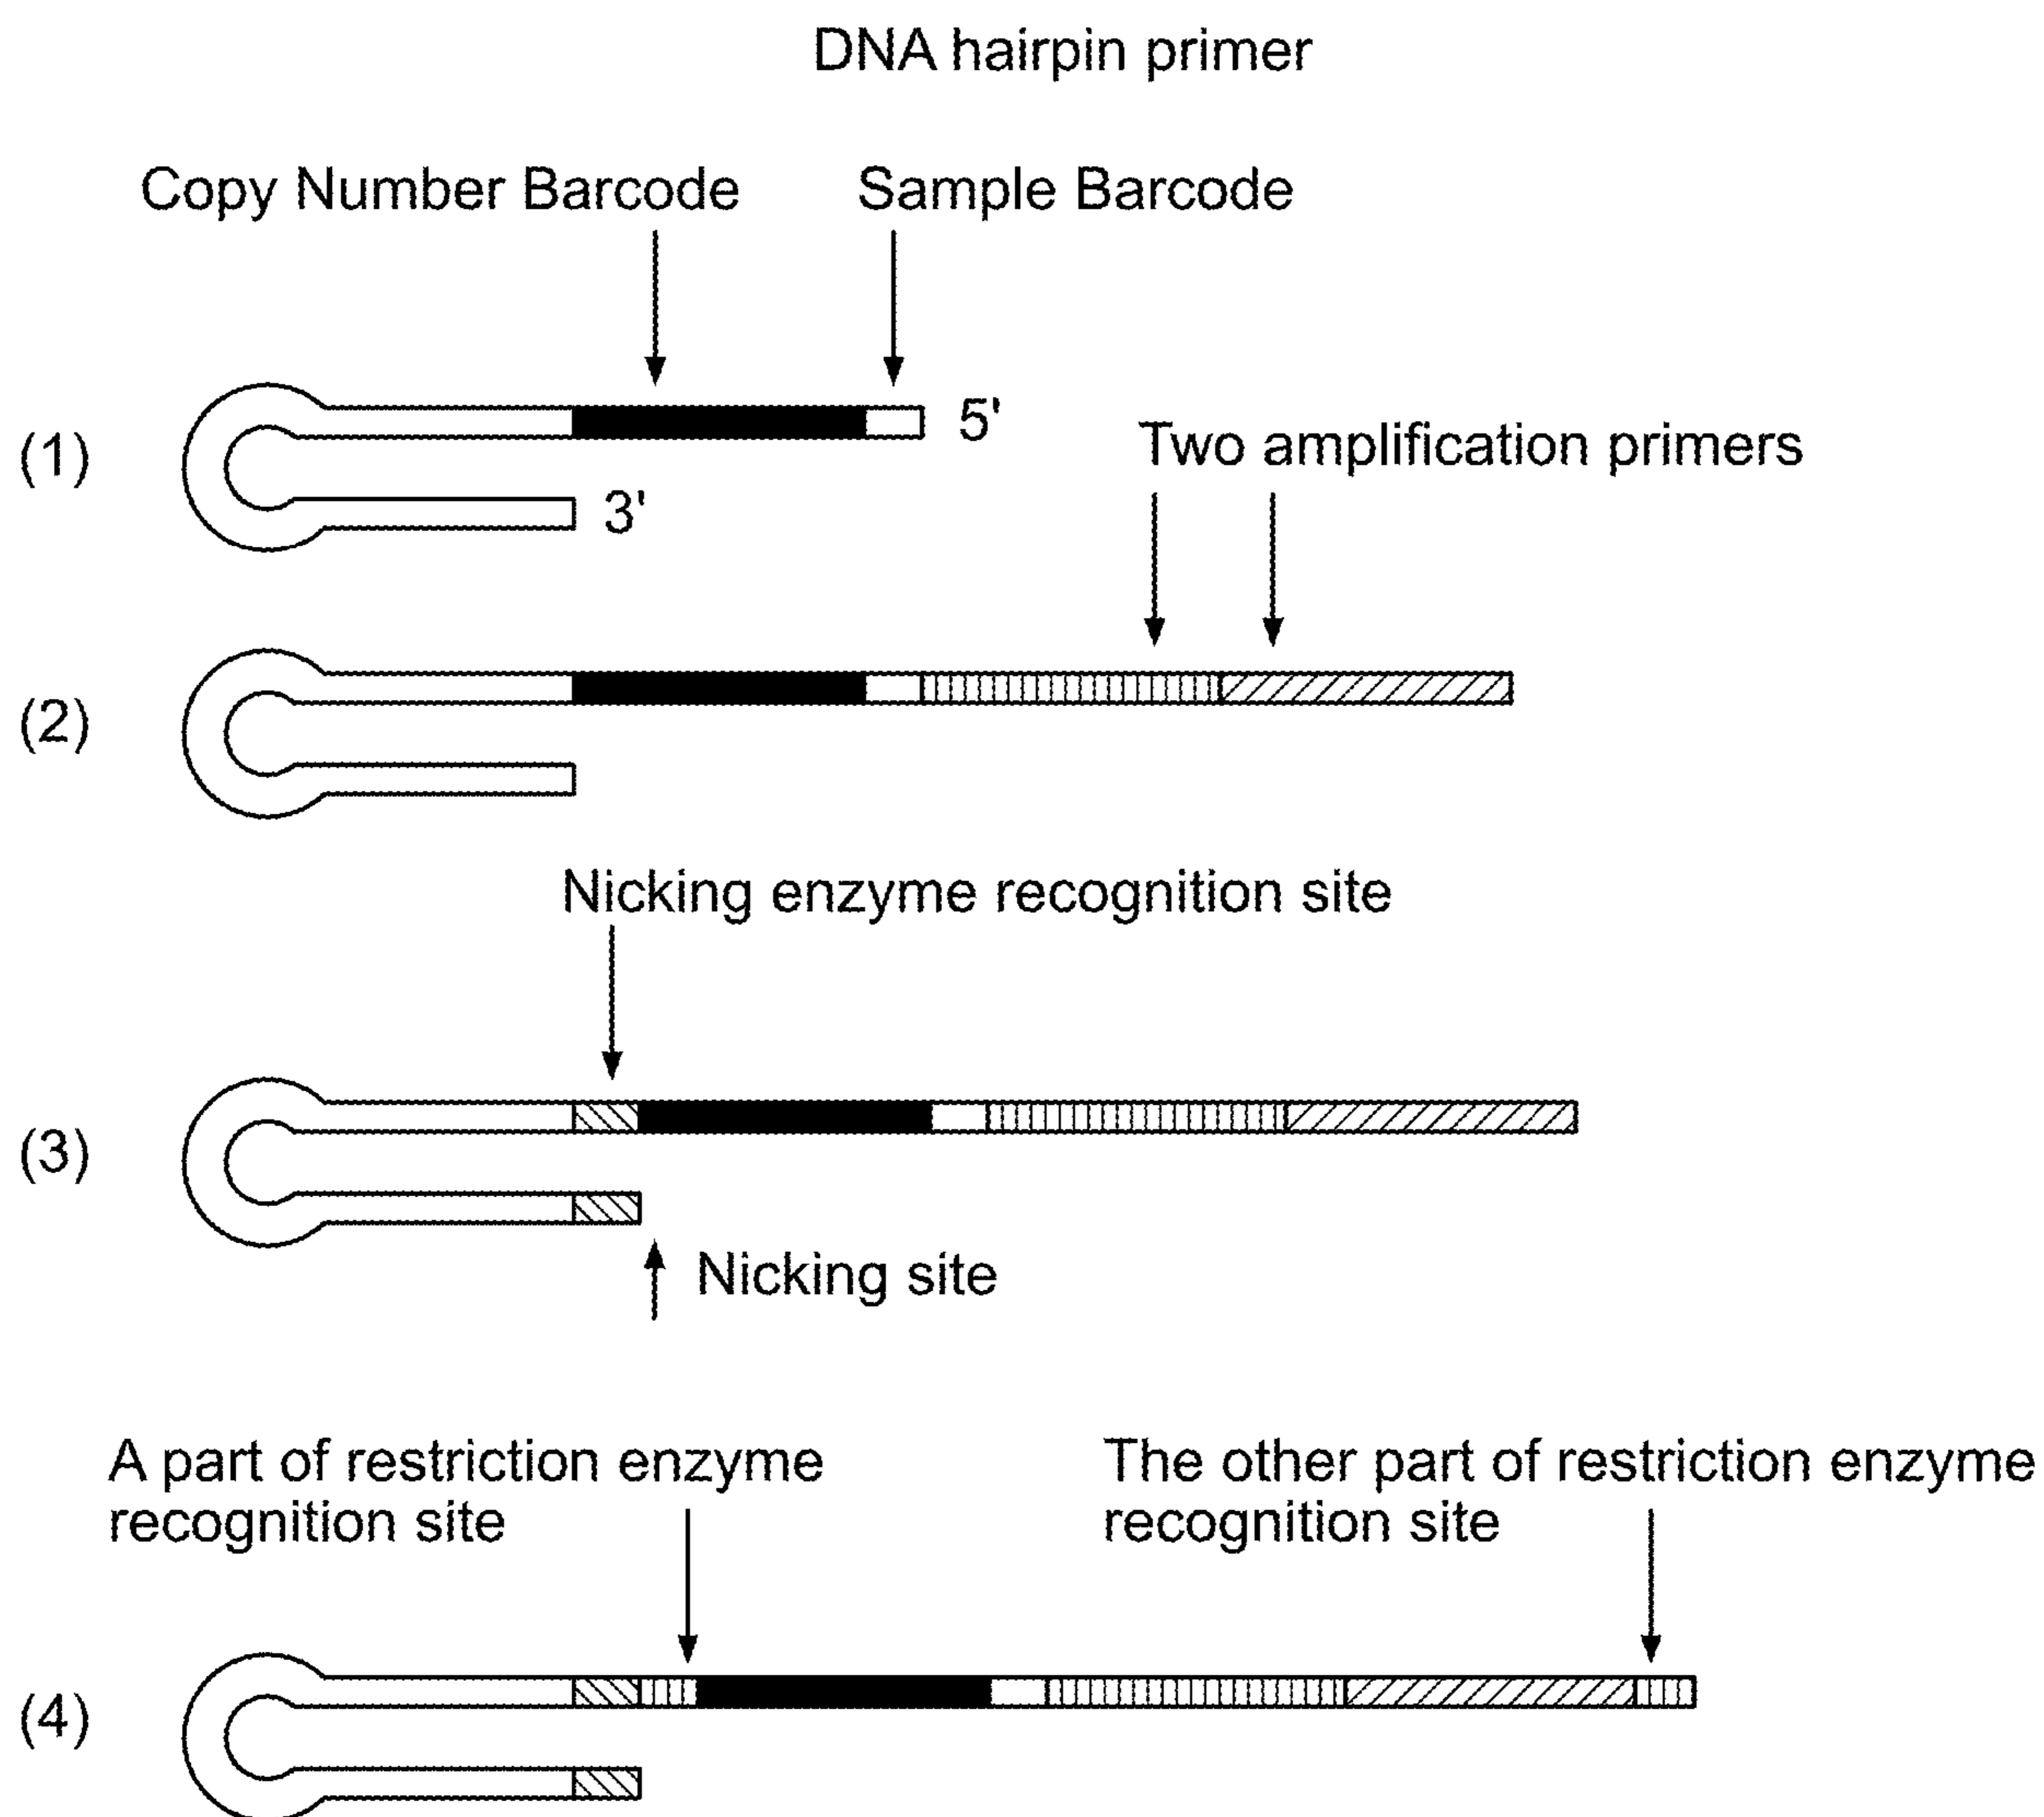 DNA hairpin primer
Copy Number Barcode
Sample Barcode
(1)
5'
3'
Two amplification primers
(2)
Nicking enzyme recognition site
(3)
Nicking site
A part of restriction enzyme
recognition site
The other part of restriction enzyme
recognition site
(4)